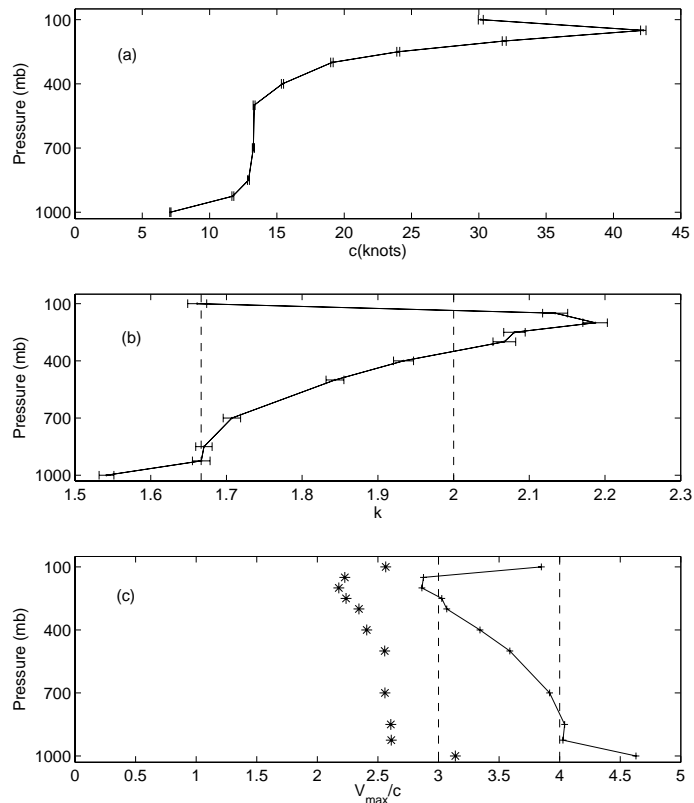 100
400
700
1000
Pressure (mb)
(a)
0 5 10 15 20 25 30 35 40 45
c(knots)
100
400
700
1000
Pressure (mb)
(b)
1.5 1.6 1.7 1.8 1.9 2 2.1 2.2 2.3
k
100
400
700
1000
Pressure (mb)
(c)
0 0.5 1 1.5 2 2.5 3 3.5 4 4.5 5
V_max/c